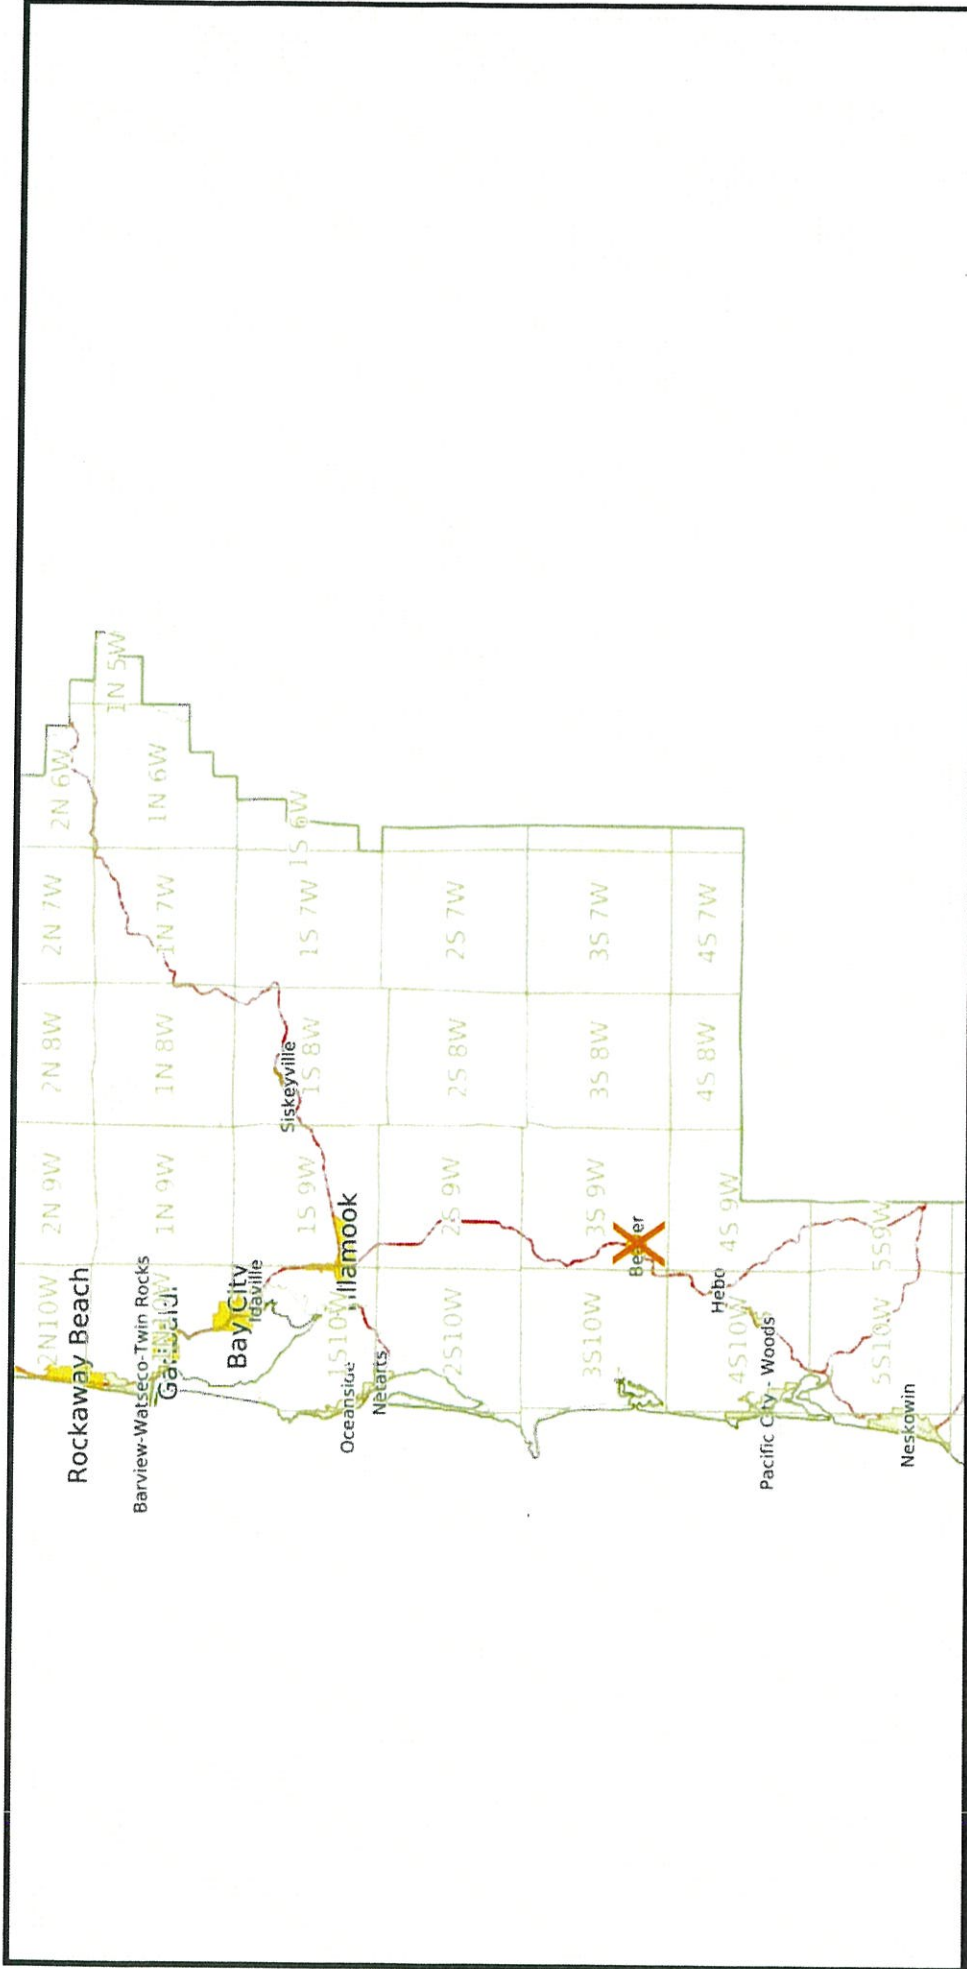 2N10W 2N 9W 2N 8W 2N 7W 2N 6W
Rockaway Beach
1N 5W
Barview-Watseco-Twin Rocks
1N 9W 1N 8W 1N 7W 1N 6W
Bay City
Idaville
Siskeyville
1S10W 1S 9W 1S 8W 1S 7W 1S 6W
Oceanside
illamook
Netarts
2S10W 2S 9W 2S 8W 2S 7W
3S10W 3S 9W 3S 8W 3S 7W
Hebo
4S10W 4S 9W 4S 8W 4S 7W
Pacific City - Woods
5S10W 5S9W
Neskowin